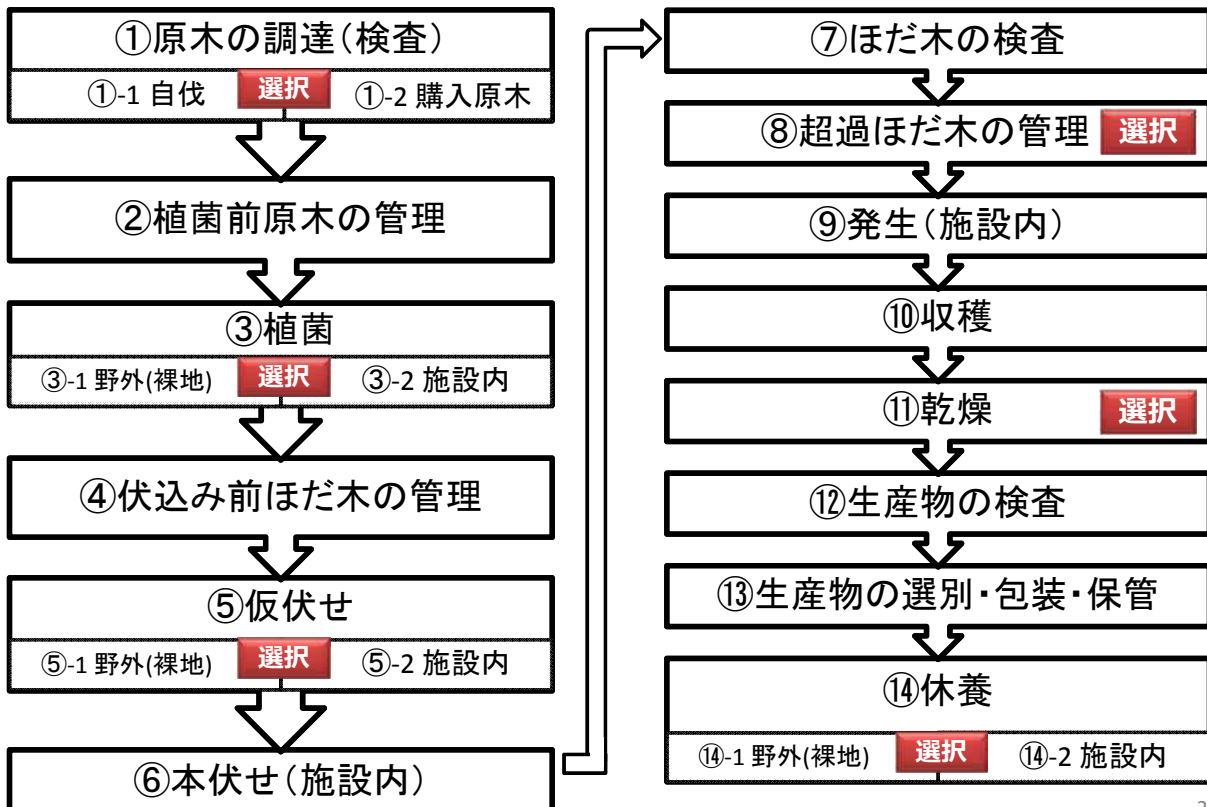 ①原木の調達(検査)
①-1 自伐 選択 ①-2 購入原木
②植菌前原木の管理
③植菌
③-1 野外(裸地) 選択 ③-2 施設内
④伏込み前ほだ木の管理
⑤仮伏せ
⑤-1 野外(裸地) 選択 ⑤-2 施設内
⑥本伏せ(施設内)
⑦ほだ木の検査
⑧超過ほだ木の管理 選択
⑨発生(施設内)
⑩収穫
⑪乾燥 選択
⑫生産物の検査
⑬生産物の選別・包装・保管
⑭休養
⑭-1 野外(裸地) 選択 ⑭-2 施設内